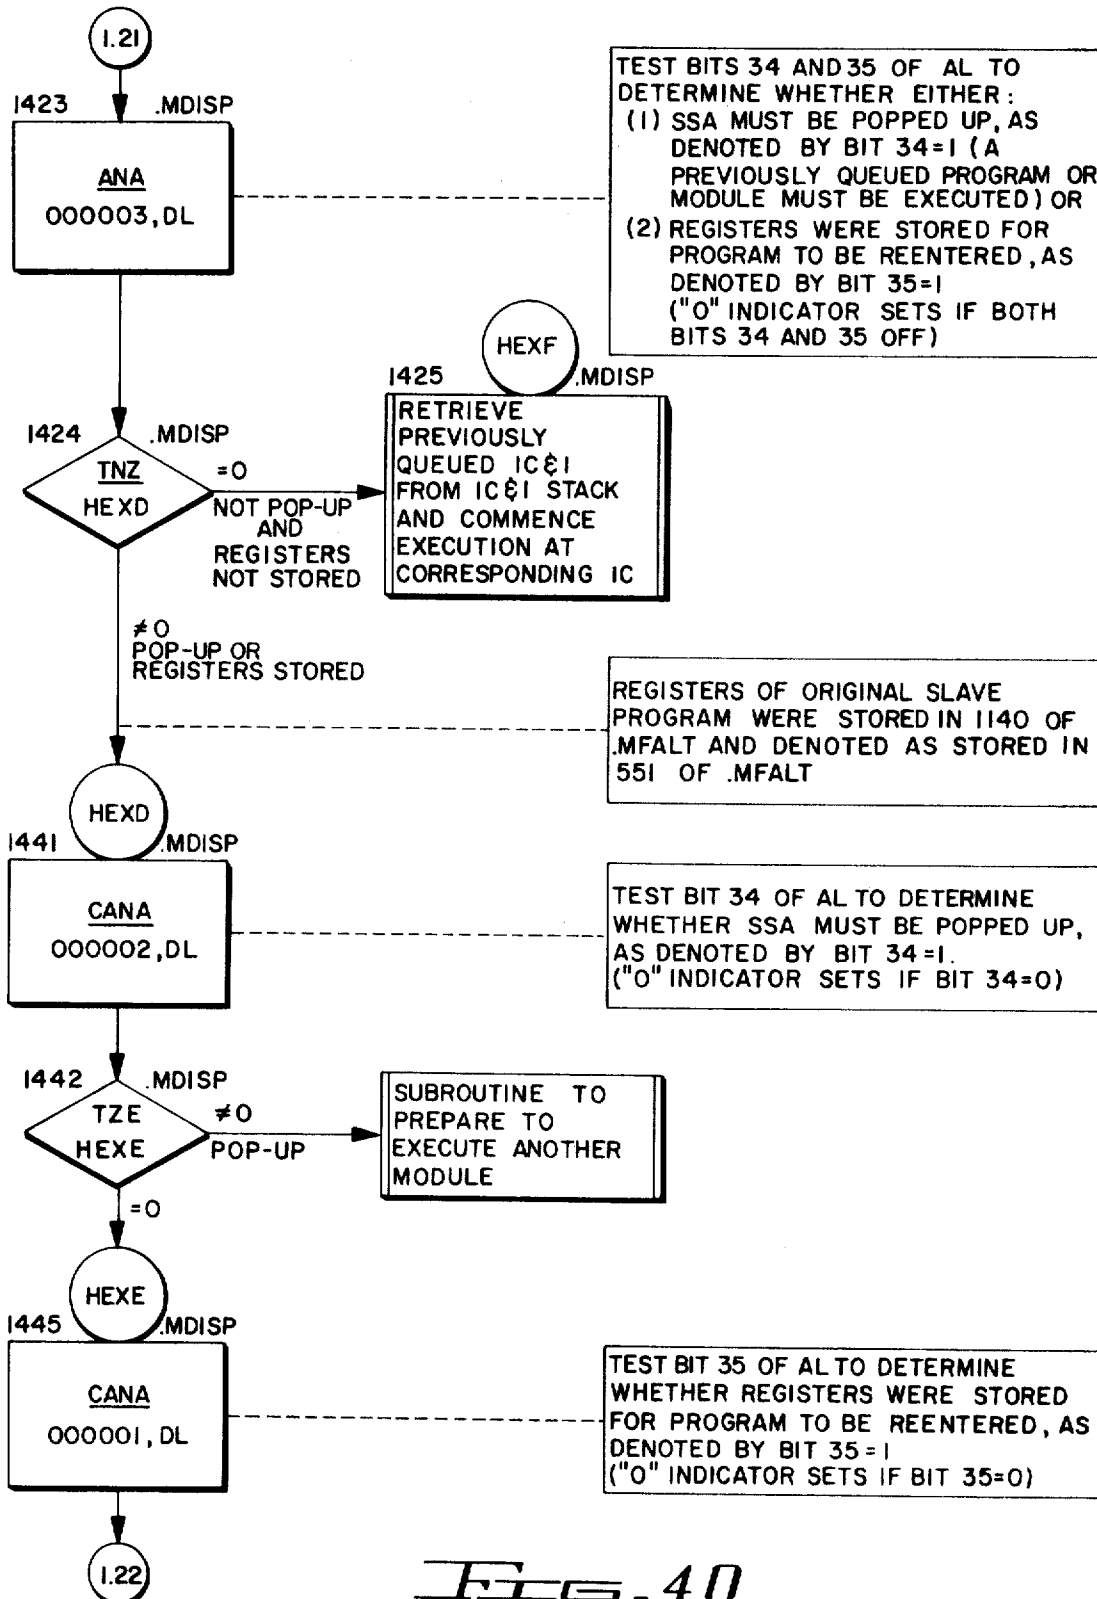 1.21
1423 .MDISP
ANA
000003,DL
TEST BITS 34 AND 35 OF AL TO
DETERMINE WHETHER EITHER:
(1) SSA MUST BE POPPED UP, AS
DENOTED BY BIT 34=1 (A
PREVIOUSLY QUEUED PROGRAM OR
MODULE MUST BE EXECUTED) OR
(2) REGISTERS WERE STORED FOR
PROGRAM TO BE REENTERED, AS
DENOTED BY BIT 35=1
("0" INDICATOR SETS IF BOTH
BITS 34 AND 35 OFF)
HEXF
1425 .MDISP
RETRIEVE
PREVIOUSLY
QUEUED IC&I
FROM IC&I STACK
AND COMMENCE
EXECUTION AT
CORRESPONDING IC
1424 .MDISP
TNZ
HEXD
=0
NOT POP-UP
AND
REGISTERS
NOT STORED
≠0
POP-UP OR
REGISTERS STORED
REGISTERS OF ORIGINAL SLAVE
PROGRAM WERE STORED IN 1140 OF
.MFALT AND DENOTED AS STORED IN
551 OF .MFALT
HEXD
1441 .MDISP
CANA
000002,DL
TEST BIT 34 OF AL TO DETERMINE
WHETHER SSA MUST BE POPPED UP,
AS DENOTED BY BIT 34=1.
("0" INDICATOR SETS IF BIT 34=0)
1442 .MDISP
TZE
HEXE
≠0
POP-UP
SUBROUTINE TO
PREPARE TO
EXECUTE ANOTHER
MODULE
=0
HEXE
1445 .MDISP
CANA
000001,DL
TEST BIT 35 OF AL TO DETERMINE
WHETHER REGISTERS WERE STORED
FOR PROGRAM TO BE REENTERED, AS
DENOTED BY BIT 35=1
("0" INDICATOR SETS IF BIT 35=0)
1.22
FIG-40